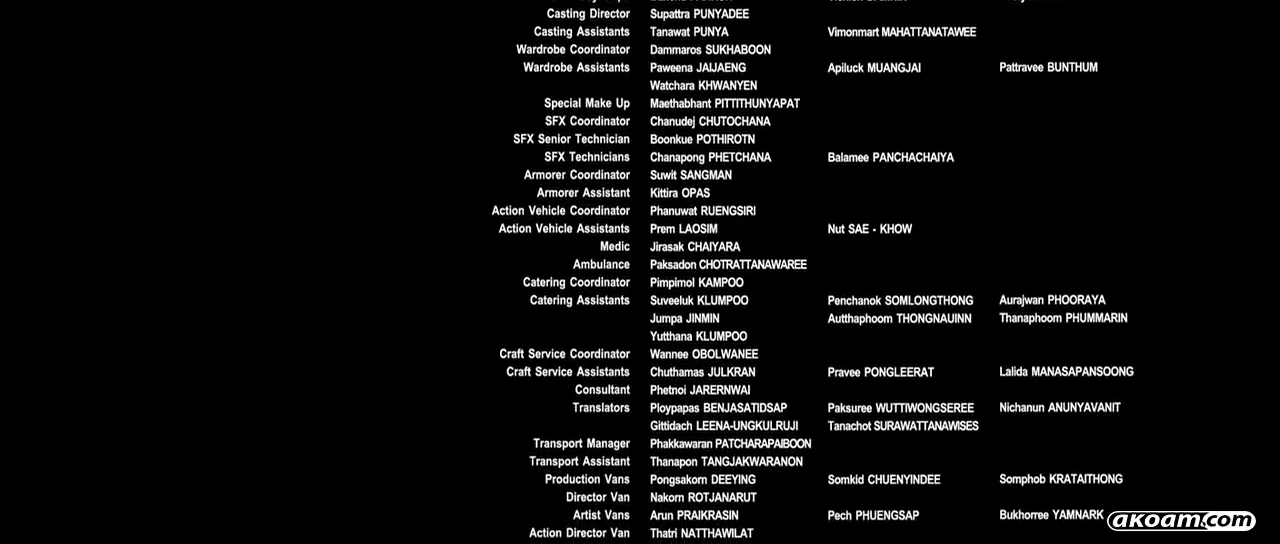 Casting Director Supattra PUNYADEE
Casting Assistants Tanawat PUNYA Vimonmart MAHATTANATAWEE
Wardrobe Coordinator Dammaros SUKHABOON
Wardrobe Assistants Paweena JAIJAENG Apiluck MUANGJAI Pattravee BUNTHUM
Watchara KHWANYEN
Special Make Up Maethabhant PITTITHUNYAPAT
SFX Coordinator Chanudej CHUTOCHANA
SFX Senior Technician Boonkue POTHIROTN
SFX Technicians Chanapong PHETCHANA Balamee PANCHACHAIYA
Armorer Coordinator Suwit SANGMAN
Armorer Assistant Kittira OPAS
Action Vehicle Coordinator Phanuwat RUENGSIRI
Action Vehicle Assistants Prem LAOSIM Nut SAE - KHOW
Medic Jirasak CHAIYARA
Ambulance Paksadon CHOTRATTANAWAREE
Catering Coordinator Pimpimol KAMPOO
Catering Assistants Suveeluk KLUMPOO Penchanok SOMLONGTHONG Aurajwan PHOORAYA
Jumpa JINMIN Autthaphoom THONGNAUINN Thanaphoom PHUMMARIN
Yutthana KLUMPOO
Craft Service Coordinator Wannee OBOLWANEE
Craft Service Assistants Chuthamas JULKRAN Pravee PONGLEERAT Lalida MANASAPANSOONG
Consultant Phetnoi JARERNWAI
Translators Ploypapas BENJASATIDSAP Paksuree WUTTIWONGSEREE Nichanun ANUNYAVANIT
Gittidach LEENA-UNGKULRUJI Tanachot SURAWATTANAWISES
Transport Manager Phakkawaran PATCHARAPAIBOON
Transport Assistant Thanapon TANGJAKWARANON
Production Vans Pongsakorn DEEYING Somkid CHUENYINDEE Somphob KRATAITHONG
Director Van Nakorn ROTJANARUT
Artist Vans Arun PRAIKRASIN Pech PHUENGSAP Bukhorree YAMNARK
akoam.com
Action Director Van Thatri NATTHAWILAT